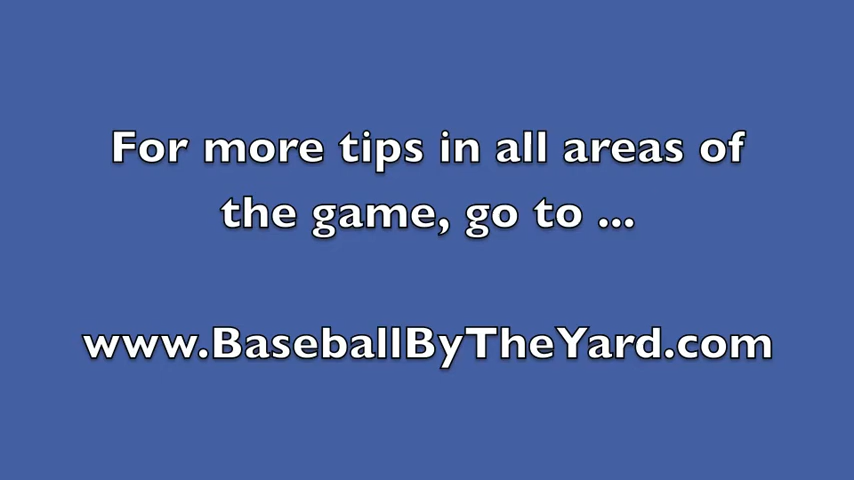 For more tips in all areas of
the game, go to ...
www.BaseballByTheYard.com